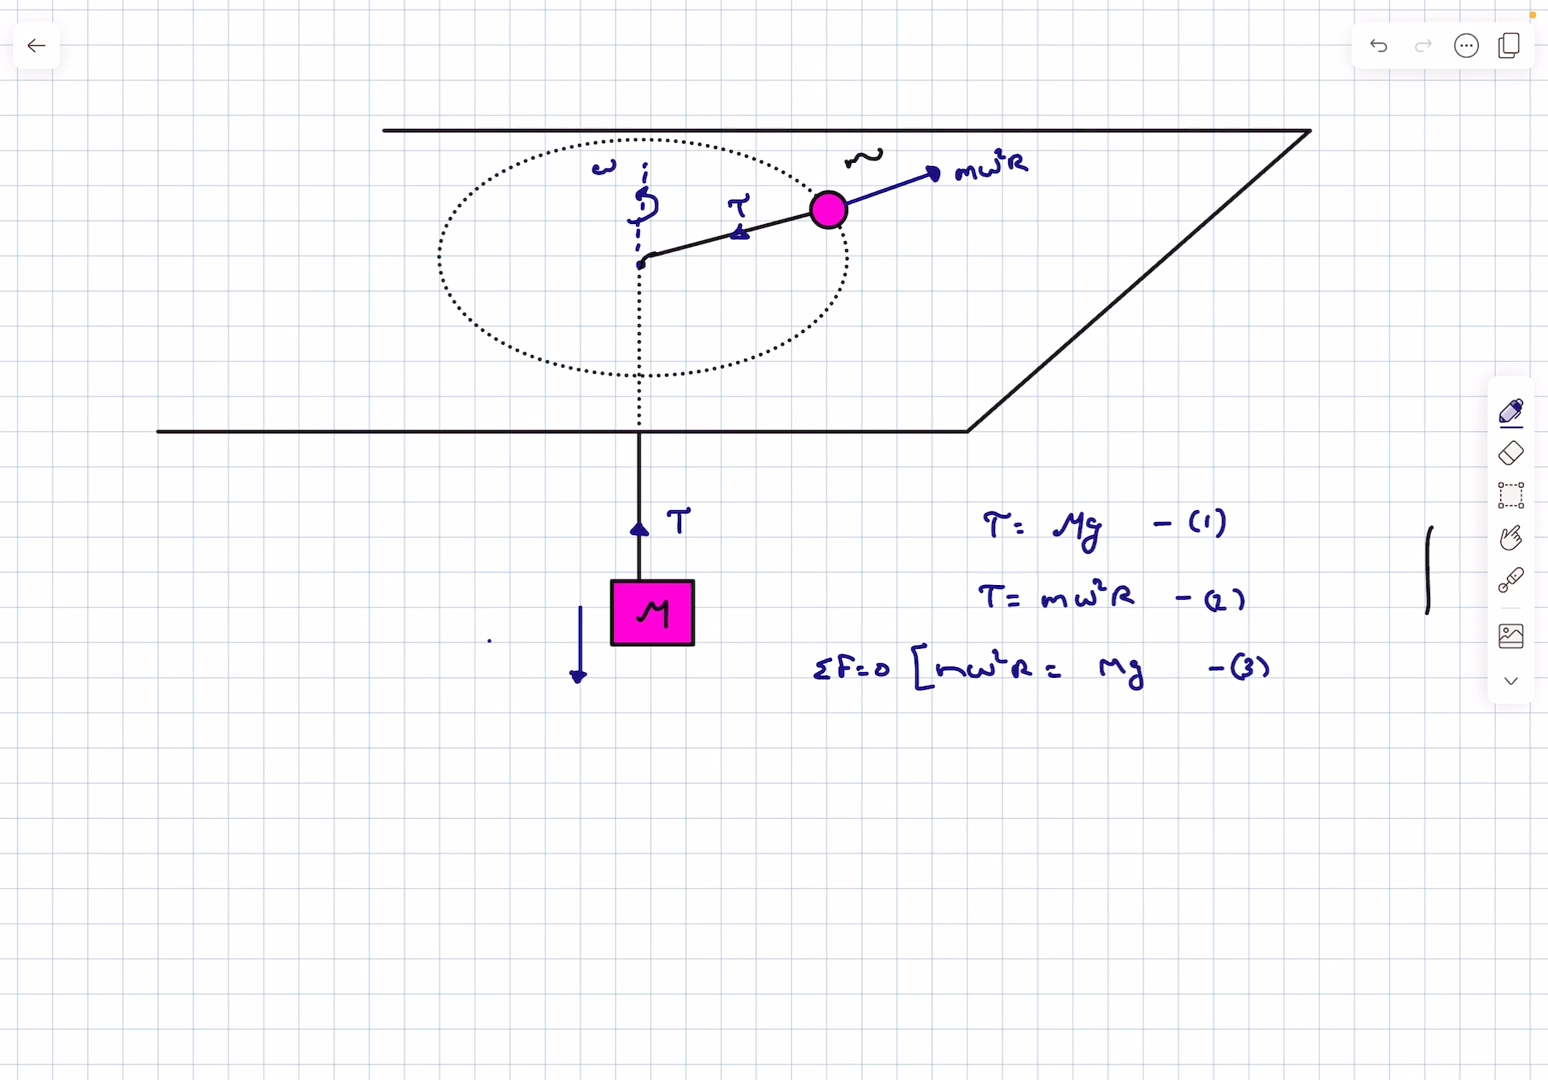 m
mω²R
ω
T
T
M
T = Mg - (1)
T = mω²R - (2)
ΣF=0 [mω²R = Mg - (3)